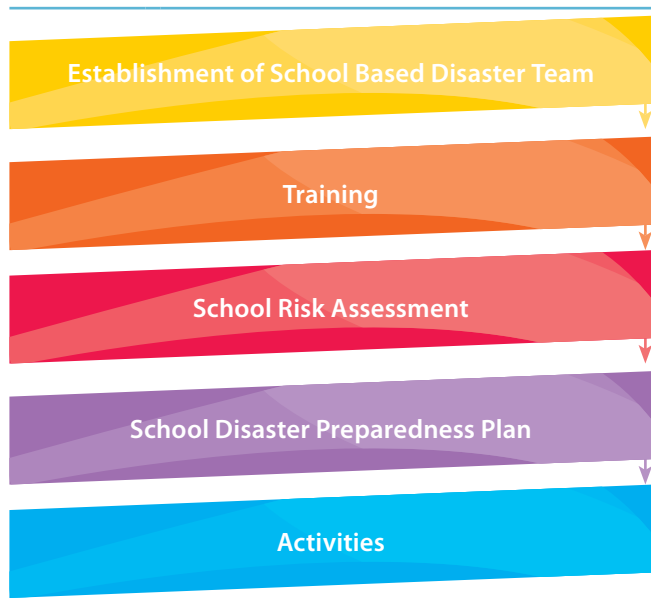 Establishment of School Based Disaster Team
Training
School Risk Assessment
School Disaster Preparedness Plan
Activities